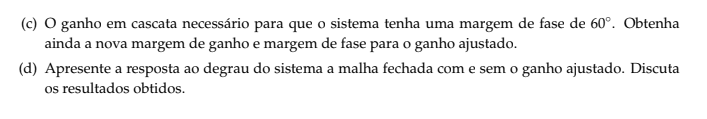 (c) O ganho em cascata necessário para que o sistema tenha uma margem de fase de 60°. Obtenha
ainda a nova margem de ganho e margem de fase para o ganho ajustado.
(d) Apresente a resposta ao degrau do sistema a malha fechada com e sem o ganho ajustado. Discuta
os resultados obtidos.